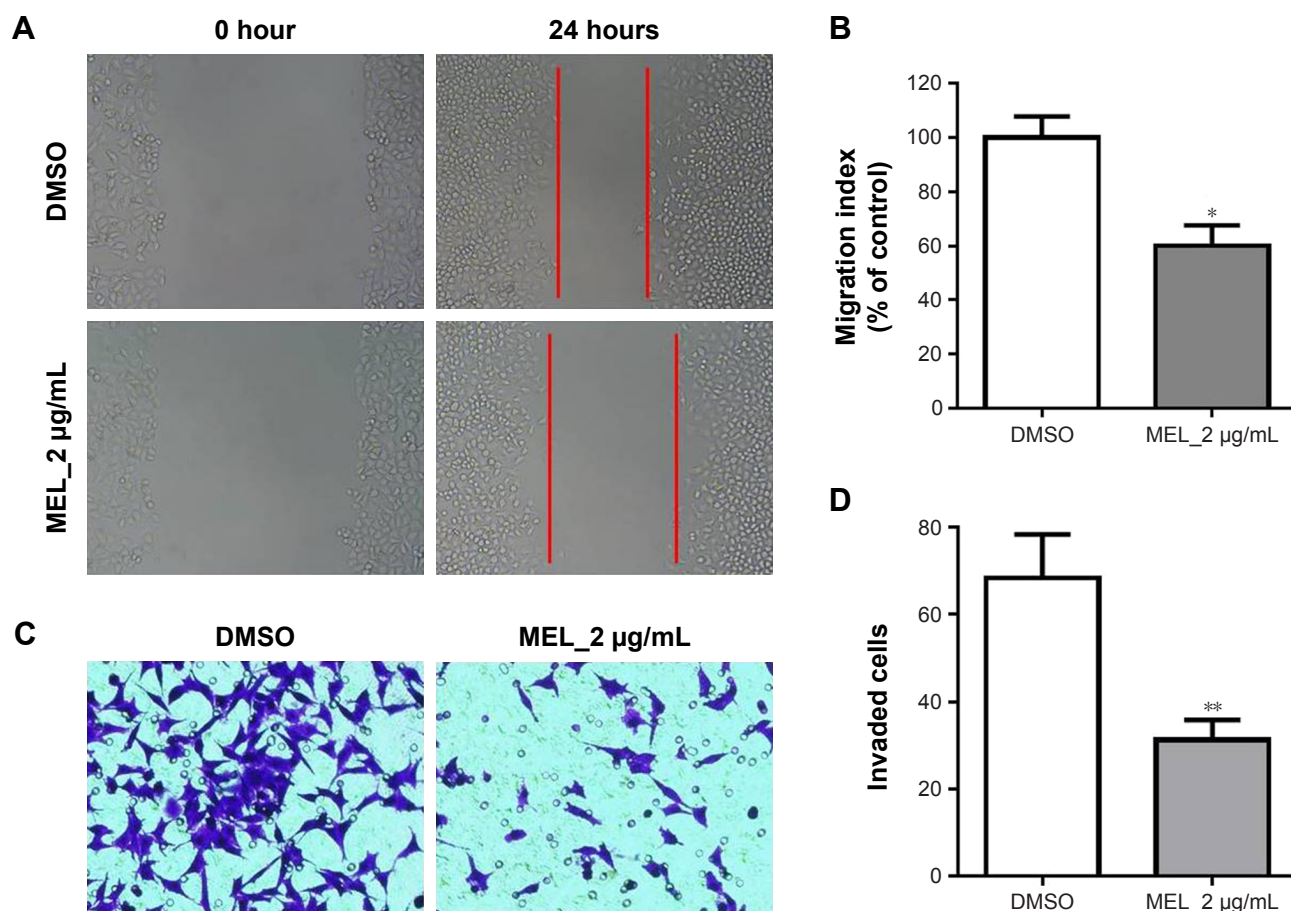 A
0 hour
24 hours
DMSO
MEL_2 µg/mL
B
Migration index
(% of control)
120
100
80
60
40
20
0
*
DMSO
MEL_2 µg/mL
C
DMSO
MEL_2 µg/mL
D
Invaded cells
80
60
40
20
0
**
DMSO
MEL_2 µg/mL